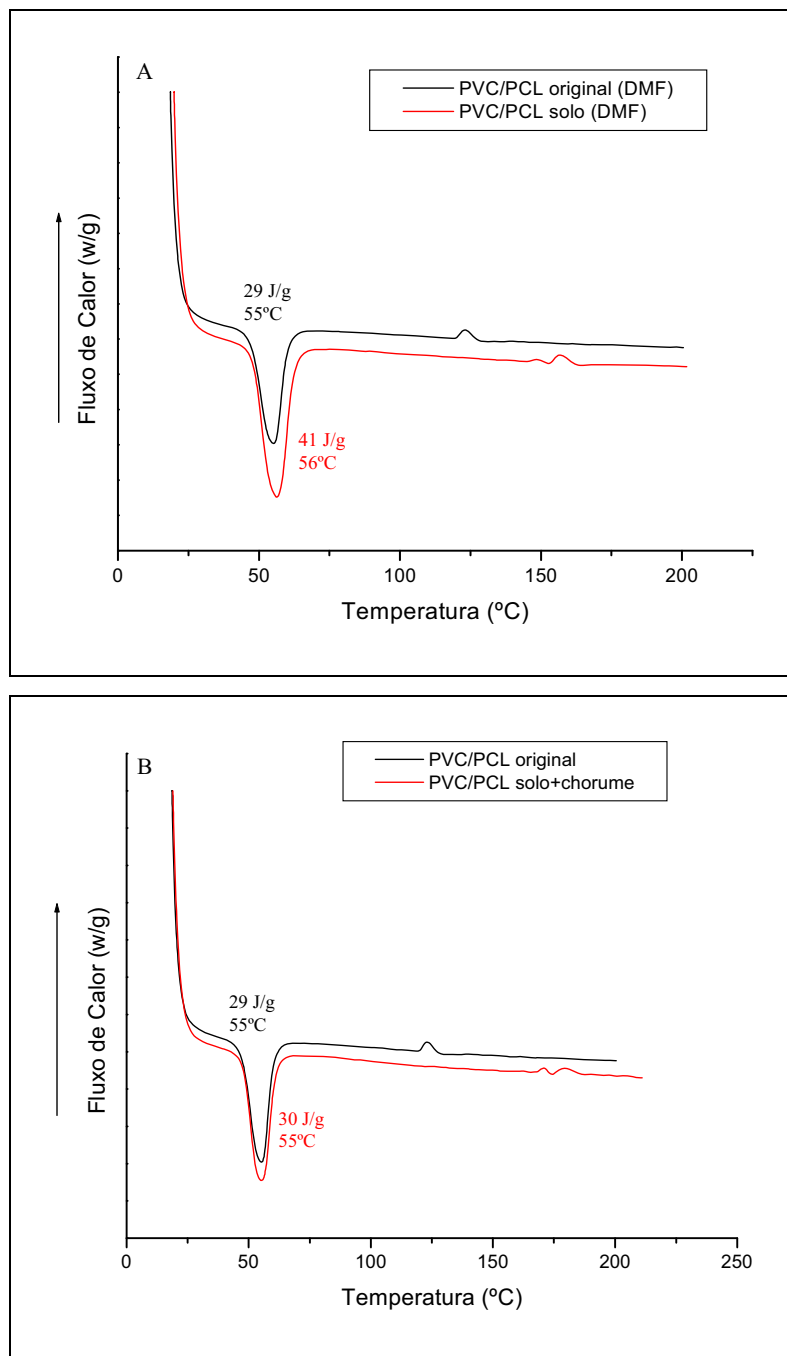 A
PVC/PCL original (DMF)
PVC/PCL solo (DMF)
Fluxo de Calor (w/g)
29 J/g
55ºC
41 J/g
56ºC
0 50 100 150 200
Temperatura (ºC)
B
PVC/PCL original
PVC/PCL solo+chorume
Fluxo de Calor (w/g)
29 J/g
55ºC
30 J/g
55ºC
0 50 100 150 200 250
Temperatura (ºC)